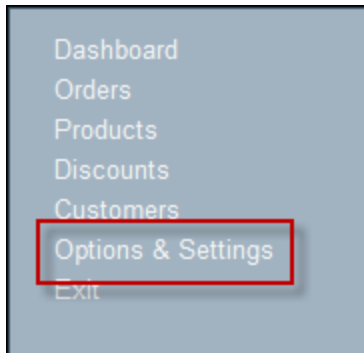 Dashboard
Orders
Products
Discounts
Customers
Options & Settings
Exit